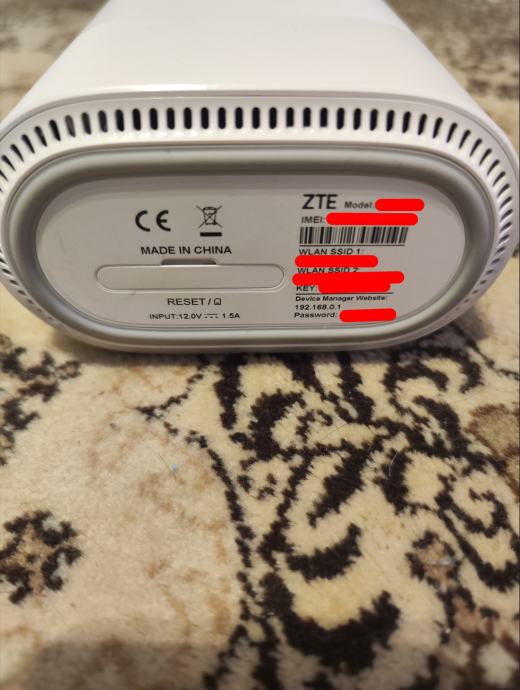 CE
MADE IN CHINA
RESET /
INPUT:12.0V 1.5A
ZTE Model:
IMEI:
WLAN SSID 1:
WLAN SSID 2:
KEY:
Device Manager Website:
192.168.0.1
Password: